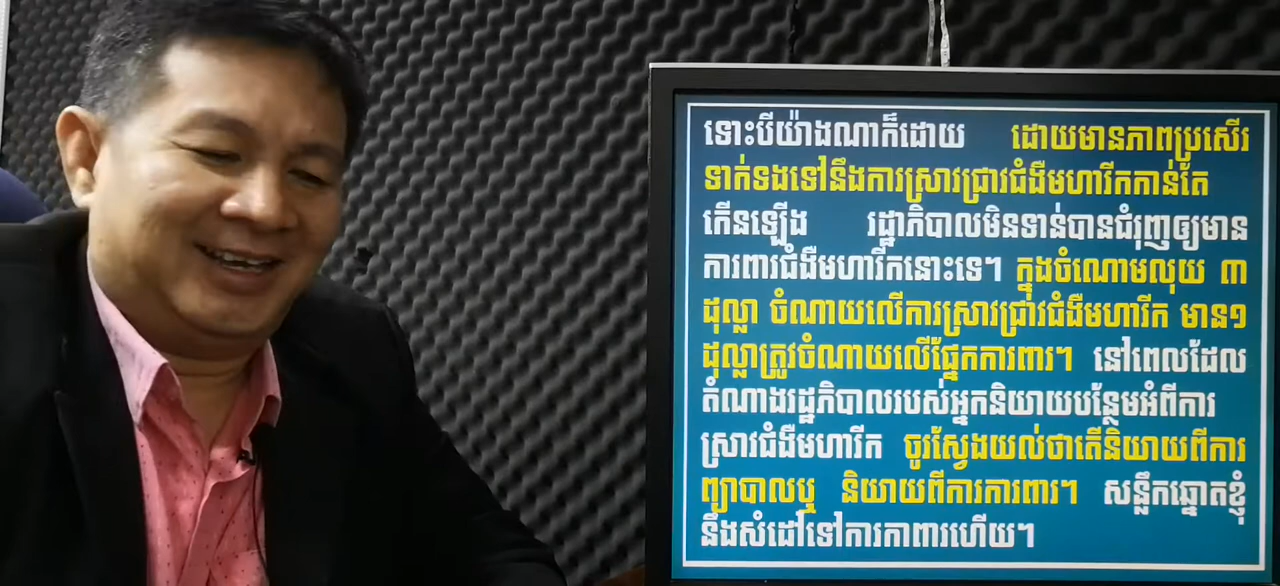 ទោះបីយ៉ាងណាក៏ដោយ ដោយមានភាពប្រសើរ
ទាក់ទងទៅនឹងការស្រាវជ្រាវជំងឺមហារីកកាន់តែ
កើនឡើង រដ្ឋាភិបាលមិនទាន់បានជំរុញឲ្យមាន
ការពារជំងឺមហារីកនោះទេ។ ក្នុងចំណោមលុយ ៣
ដុល្លា ចំណាយលើការស្រាវជ្រាវជំងឺមហារីក មាន១
ដុល្លាត្រូវចំណាយលើផ្នែកការពារ។ នៅពេលដែល
តំណាងរដ្ឋភិបាលរបស់អ្នកនិយាយបន្ថែមអំពីការ
ស្រាវជំងឺមហារីក ចូរស្វែងយល់ថាតើនិយាយពីការ
ព្យាបាលឬ និយាយពីការការពារ។ សន្លឹកឆ្នោតខ្ញុំ
នឹងសំដៅទៅការកាពារហើយ។